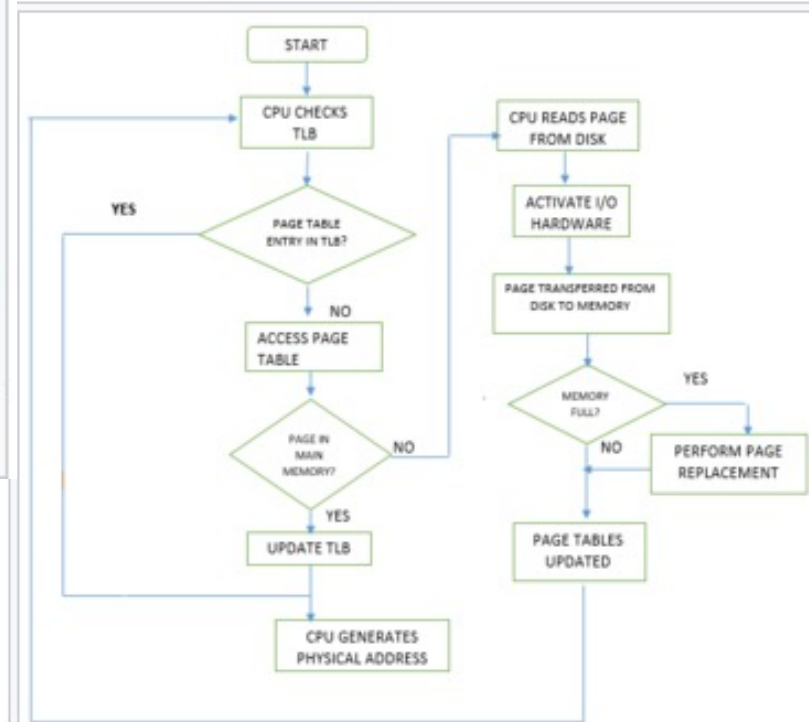 START
CPU CHECKS
TLB
YES
PAGE TABLE
ENTRY IN TLB?
NO
ACCESS PAGE
TABLE
PAGE IN
MAIN
MEMORY?
NO
YES
UPDATE TLB
CPU GENERATES
PHYSICAL ADDRESS
CPU READS PAGE
FROM DISK
ACTIVATE I/O
HARDWARE
PAGE TRANSFERRED FROM
DISK TO MEMORY
MEMORY
FULL?
YES
NO
PERFORM PAGE
REPLACEMENT
PAGE TABLES
UPDATED